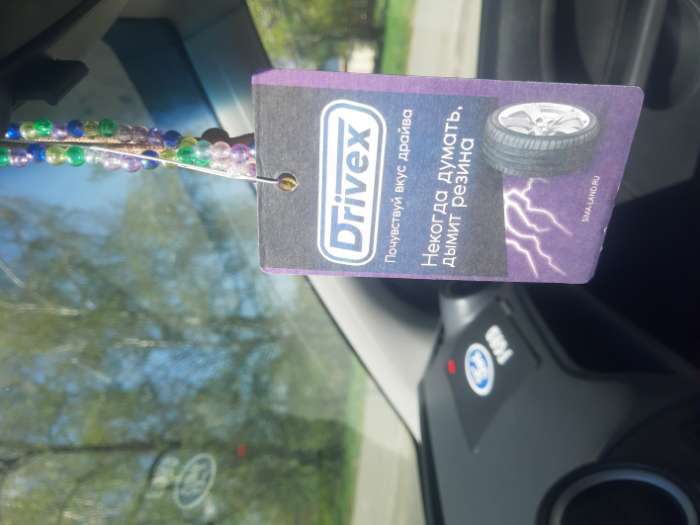 Drivex
Почувствуй вкус драйва
Некогда думать,
дымит резина
SIMA-LAND.RU